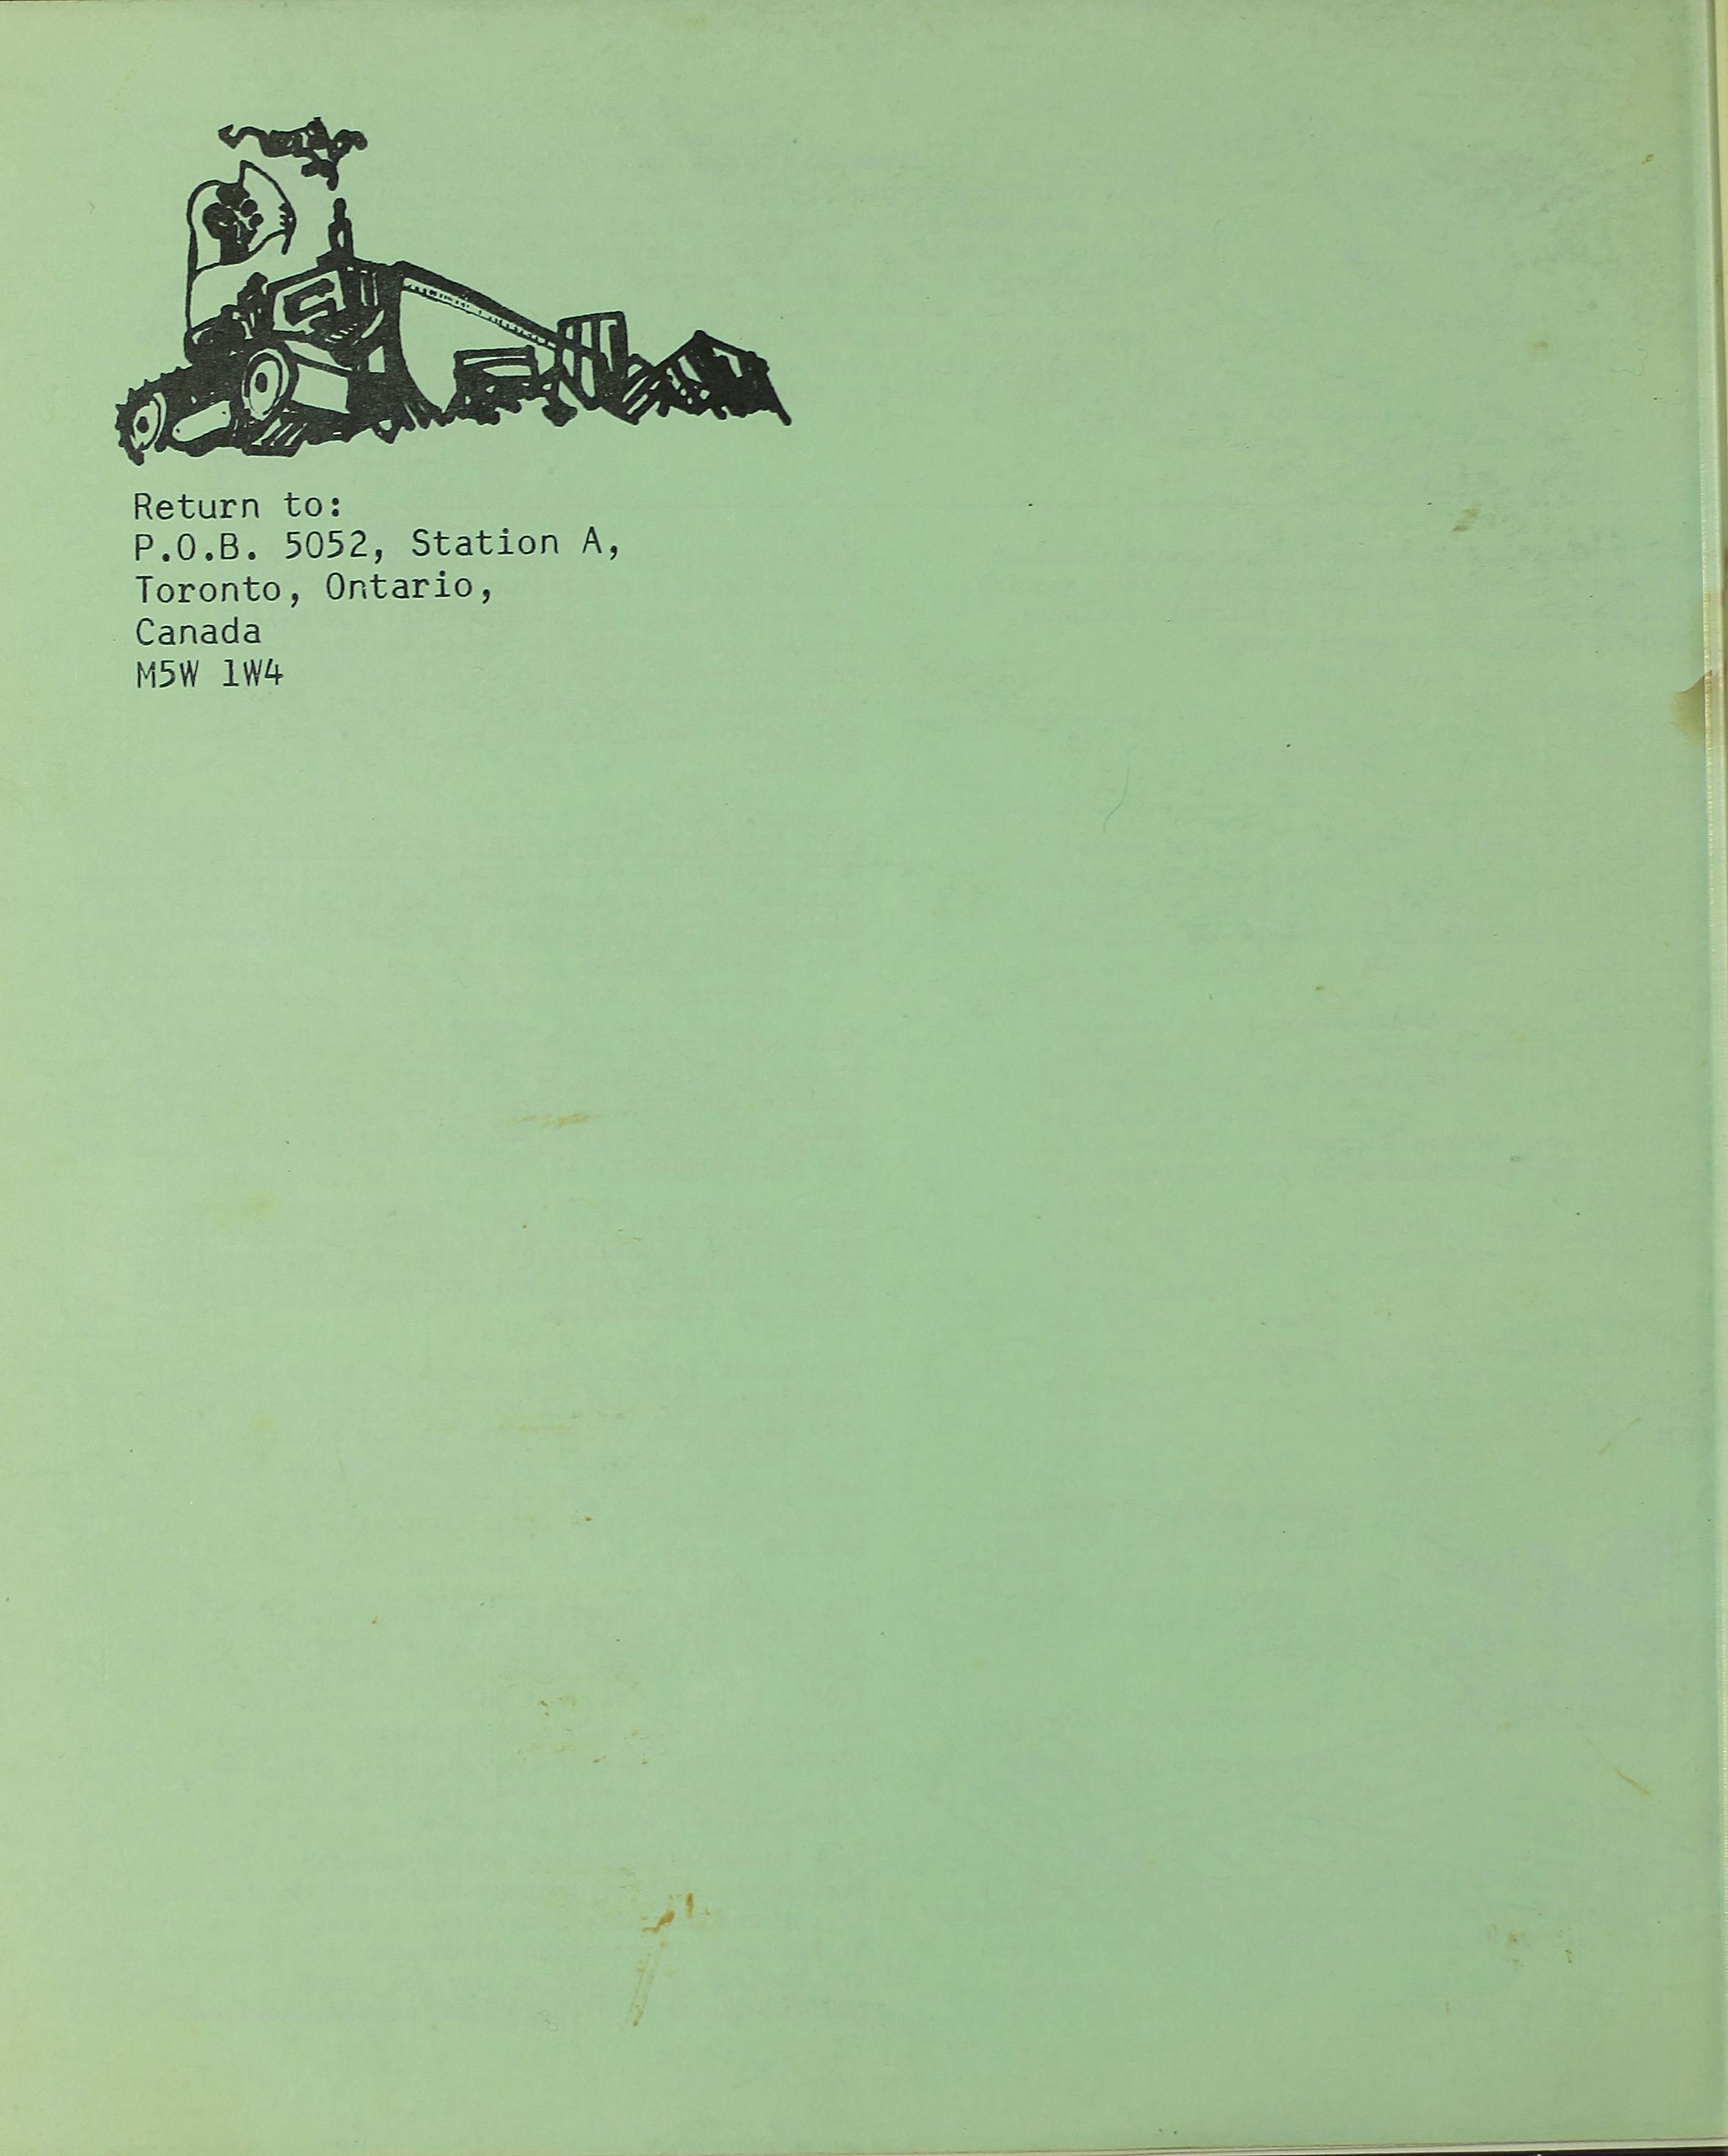 Return to:
P.O.B. 5052, Station A,
Toronto, Ontario,
Canada
M5W 1W4